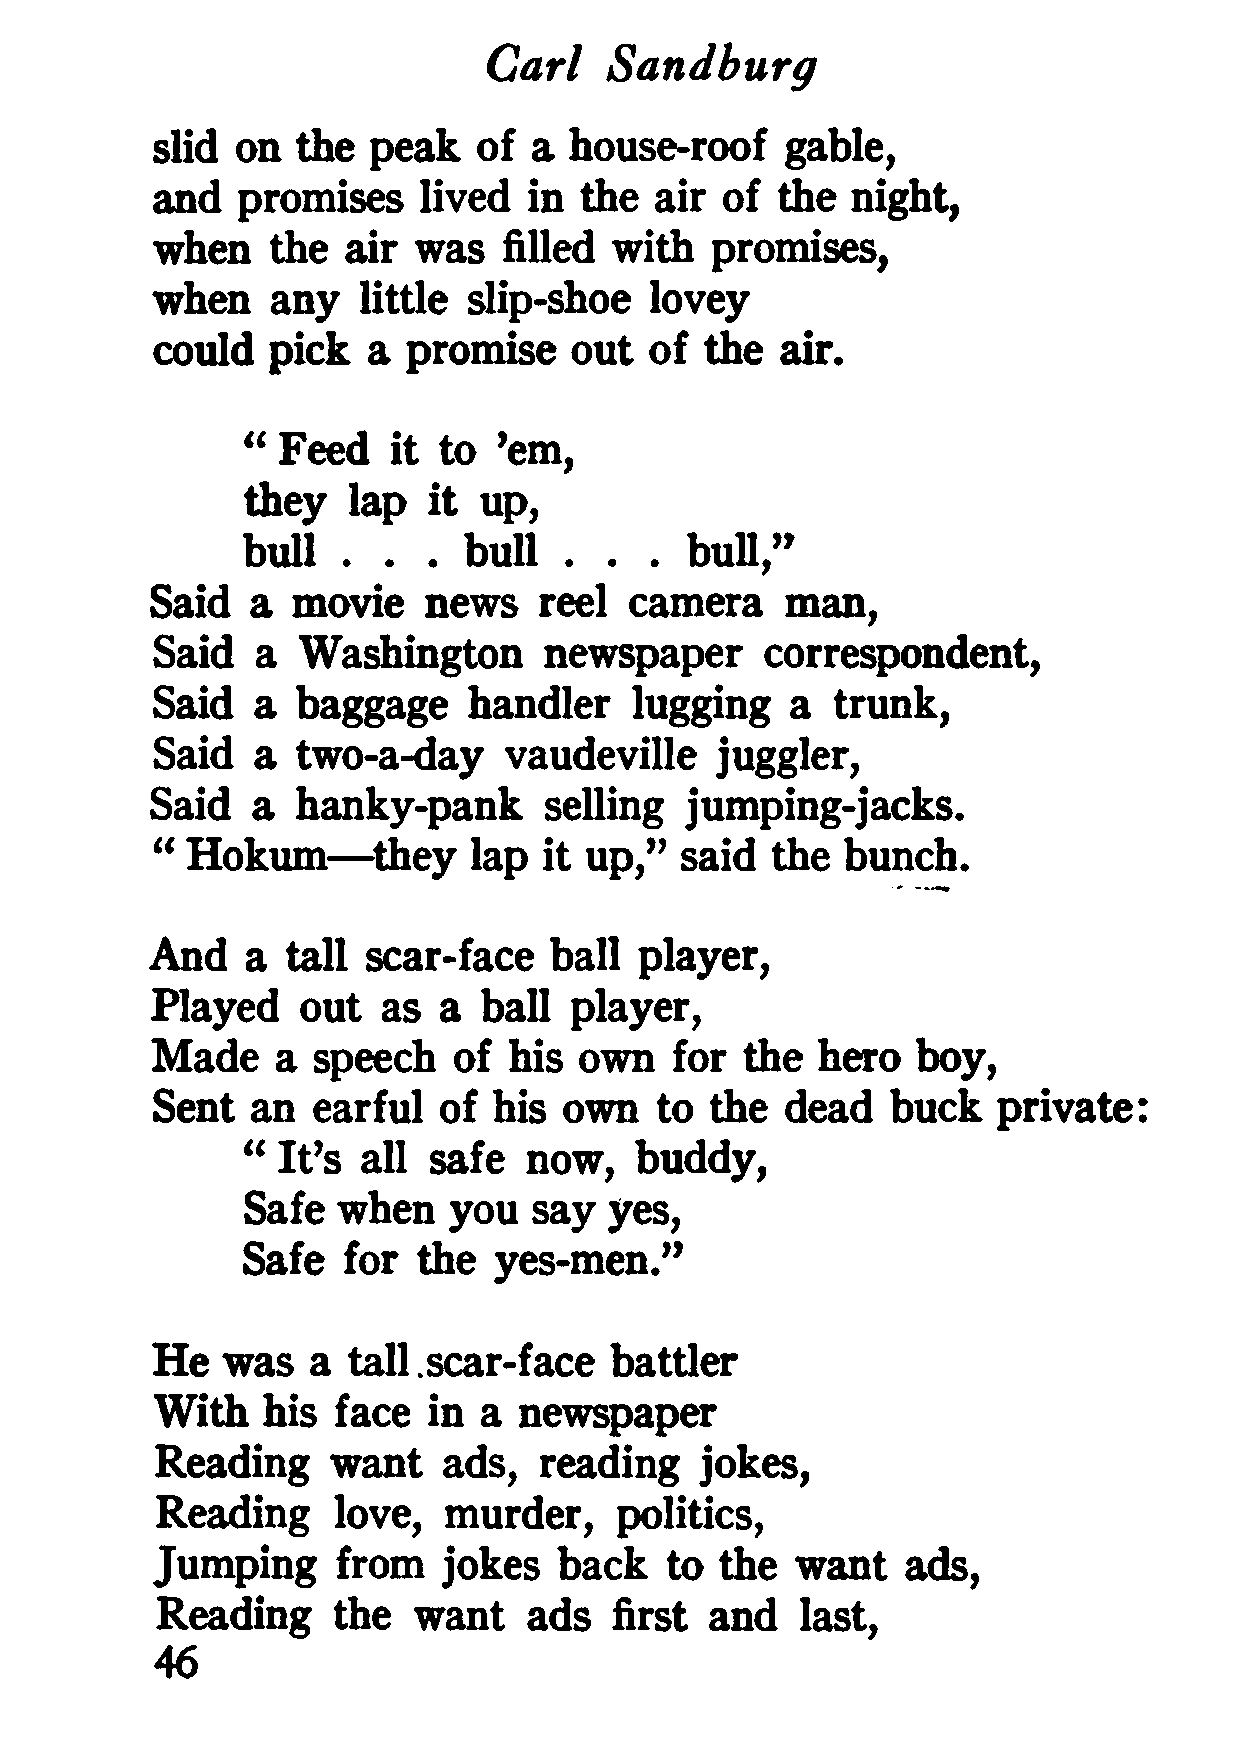 Carl Sandburg
slid on the peak of a house-roof gable,
and promises lived in the air of the night,
when the air was filled with promises,
when any little slip-shoe lovey
could pick a promise out of the air.
“ Feed it to ’em,
they lap it up,
bull . . . bull . . . bull,”
Said a movie news reel camera man,
Said a Washington newspaper correspondent,
Said a baggage handler lugging a trunk,
Said a two-a-day vaudeville juggler,
Said a hanky-pank selling jumping-jacks.
“ Hokum—they lap it up,” said the bunch.
And a tall scar-face ball player,
Played out as a ball player,
Made a speech of his own for the hero boy,
Sent an earful of his own to the dead buck private:
“ It’s all safe now, buddy,
Safe when you say yes,
Safe for the yes-men.”
He was a tall scar-face battler
With his face in a newspaper
Reading want ads, reading jokes,
Reading love, murder, politics,
Jumping from jokes back to the want ads,
Reading the want ads first and last,
46